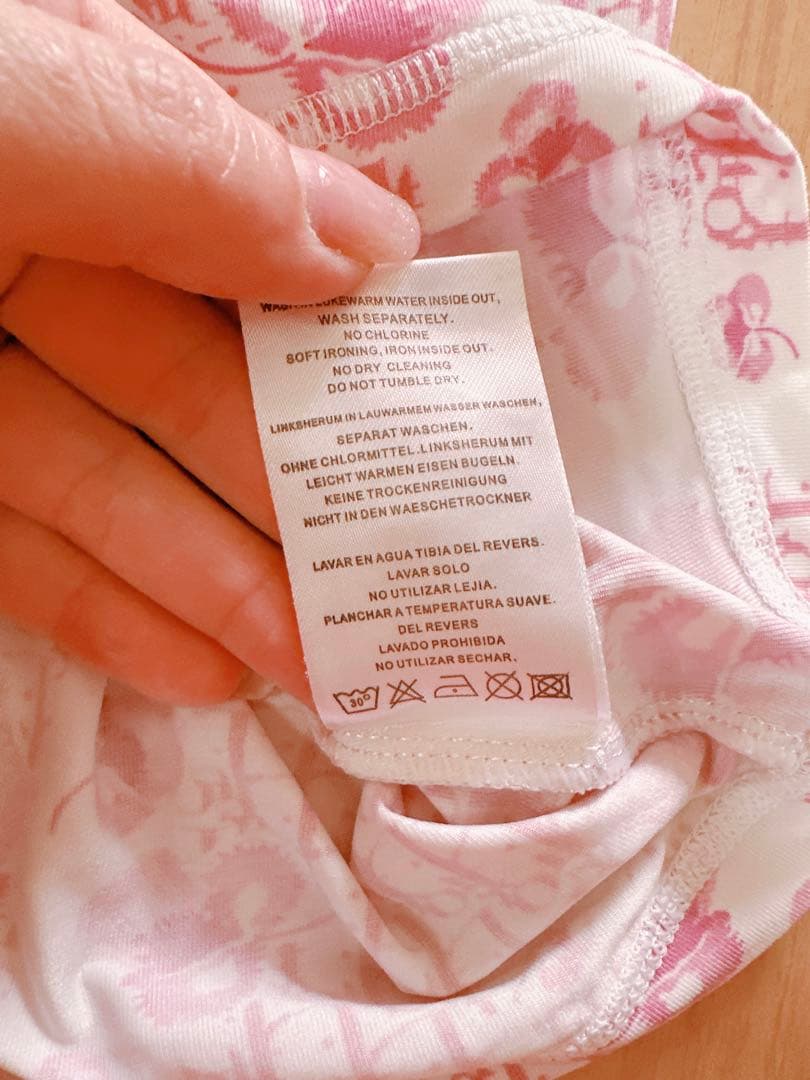 WASH IN LUKEWARM WATER INSIDE OUT,
WASH SEPARATELY.
NO CHLORINE
SOFT IRONING, IRON INSIDE OUT.
NO DRY CLEANING
DO NOT TUMBLE DRY.
LINKSHERUM IN LAUWARMEM WASSER WASCHEN,
SEPARAT WASCHEN.
OHNE CHLORMITTEL.LINKSHERUM MIT
LEICHT WARMEN EISEN BUGELN.
KEINE TROCKENREINIGUNG
NICHT IN DEN WAESCHETROCKNER
LAVAR EN AGUA TIBIA DEL REVERS.
LAVAR SOLO
NO UTILIZAR LEJIA.
PLANCHAR A TEMPERATURA SUAVE.
DEL REVERS
LAVADO PROHIBIDA
NO UTILIZAR SECHAR.
30°